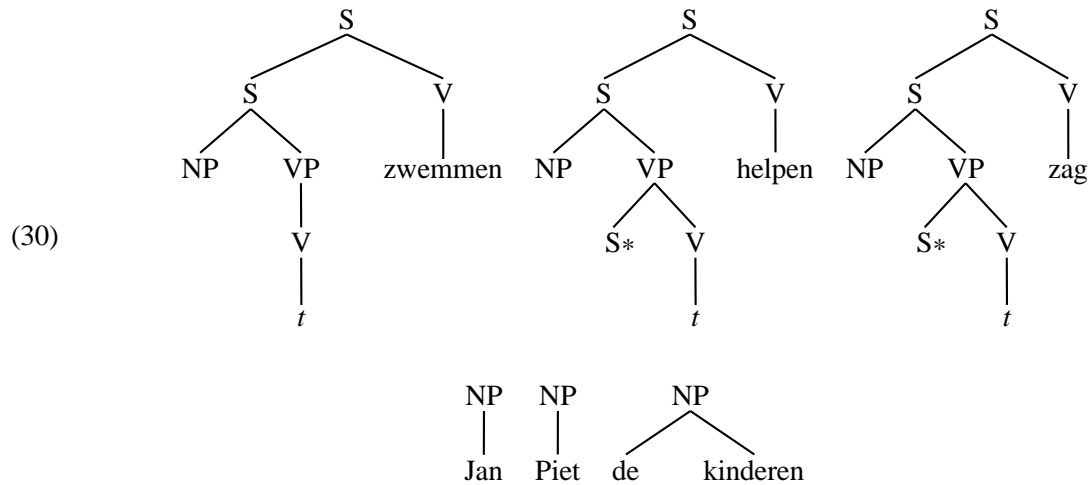 S S S
S V S V S V
NP VP zwemmen NP VP helpen NP VP zag
(30) V S* V S* V
t t t
NP NP NP
Jan Piet de kinderen